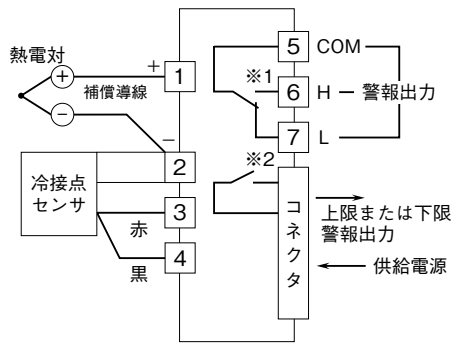 熱電対
+
補償導線
+
1
−
−
2
冷接点
センサ
赤
3
黒
4
5
COM
※1
6
H
警報出力
7
L
※2
コネクタ
上限または下限
警報出力
供給電源